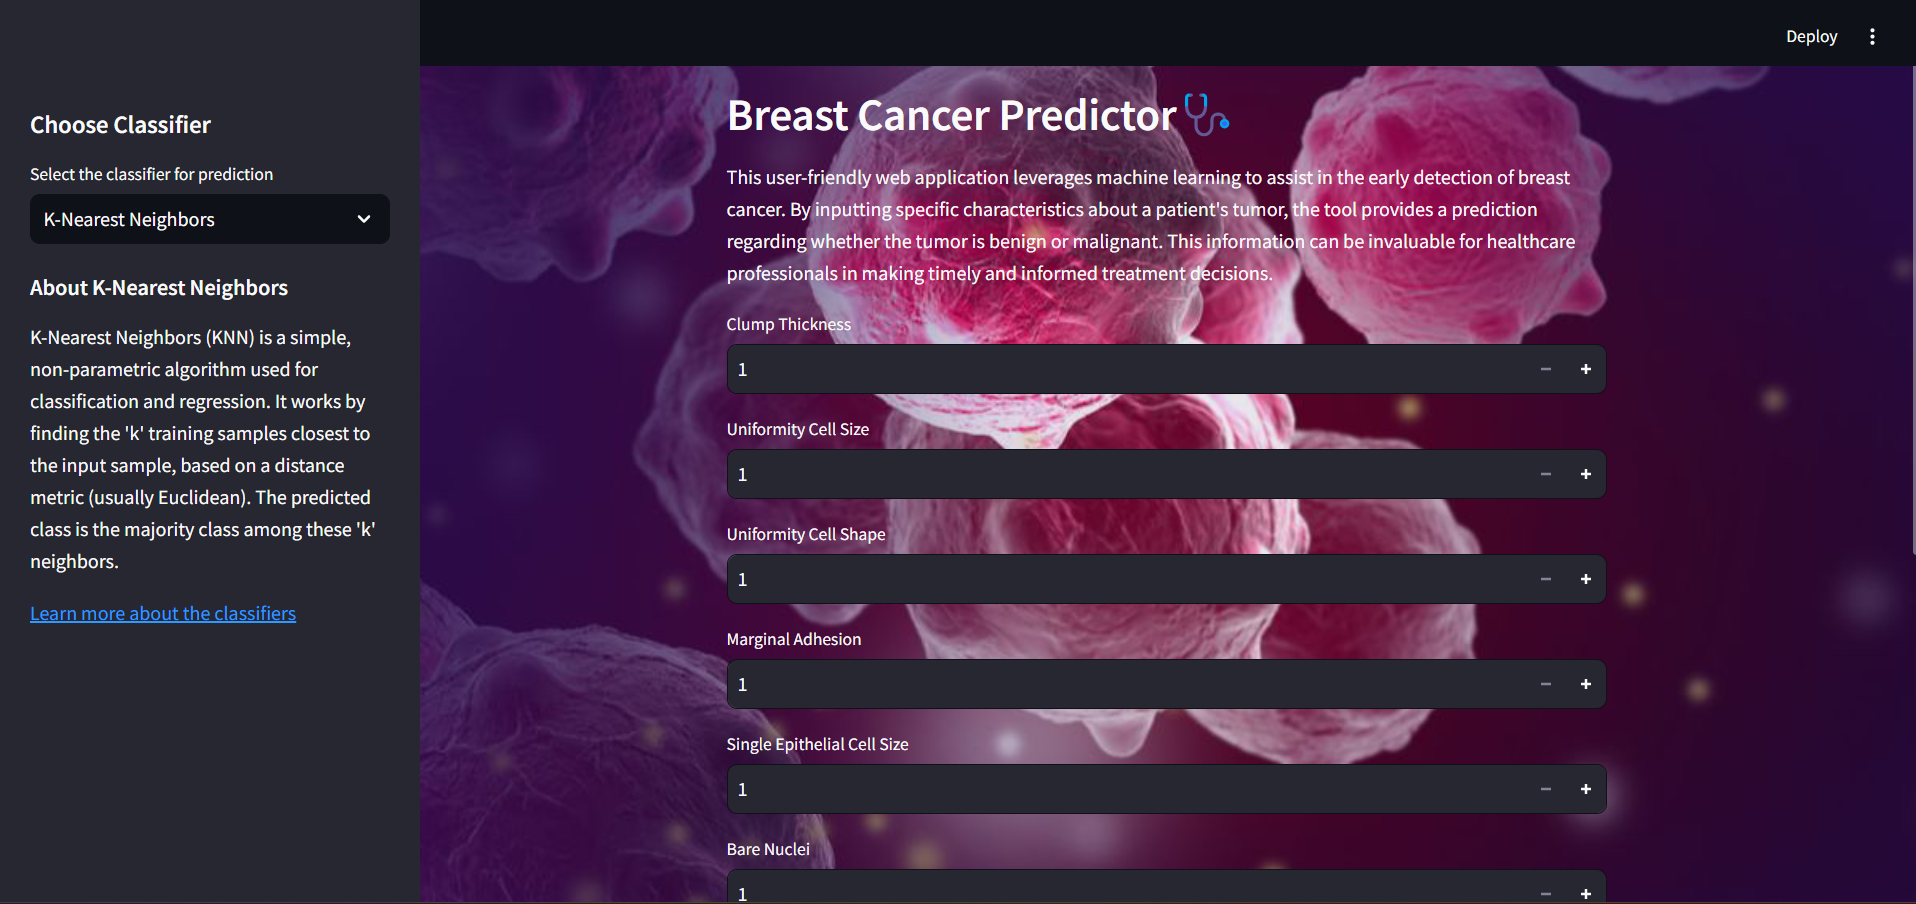 Deploy
Choose Classifier
Select the classifier for prediction
K-Nearest Neighbors
About K-Nearest Neighbors
K-Nearest Neighbors (KNN) is a simple,
non-parametric algorithm used for
classification and regression. It works by
finding the 'k' training samples closest to
the input sample, based on a distance
metric (usually Euclidean). The predicted
class is the majority class among these 'k'
neighbors.
Learn more about the classifiers
Breast Cancer Predictor
This user-friendly web application leverages machine learning to assist in the early detection of breast
cancer. By inputting specific characteristics about a patient's tumor, the tool provides a prediction
regarding whether the tumor is benign or malignant. This information can be invaluable for healthcare
professionals in making timely and informed treatment decisions.
Clump Thickness
1
Uniformity Cell Size
1
Uniformity Cell Shape
1
Marginal Adhesion
1
Single Epithelial Cell Size
1
Bare Nuclei
1